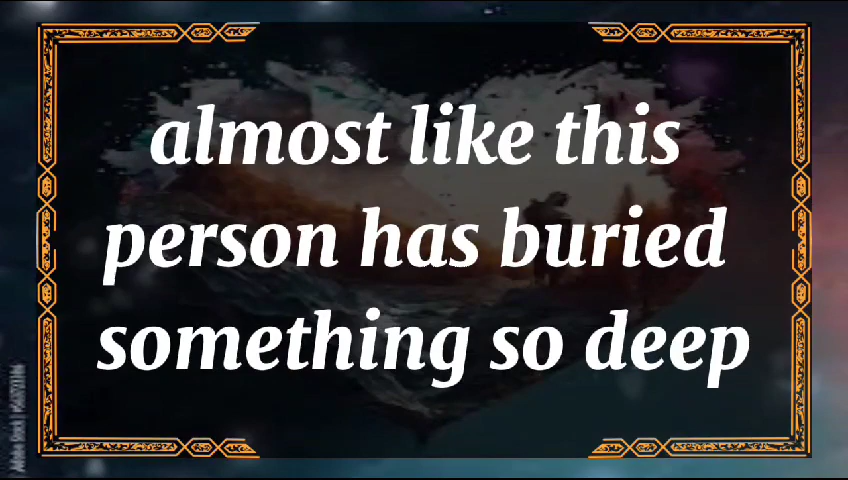 almost like this
person has buried
something so deep